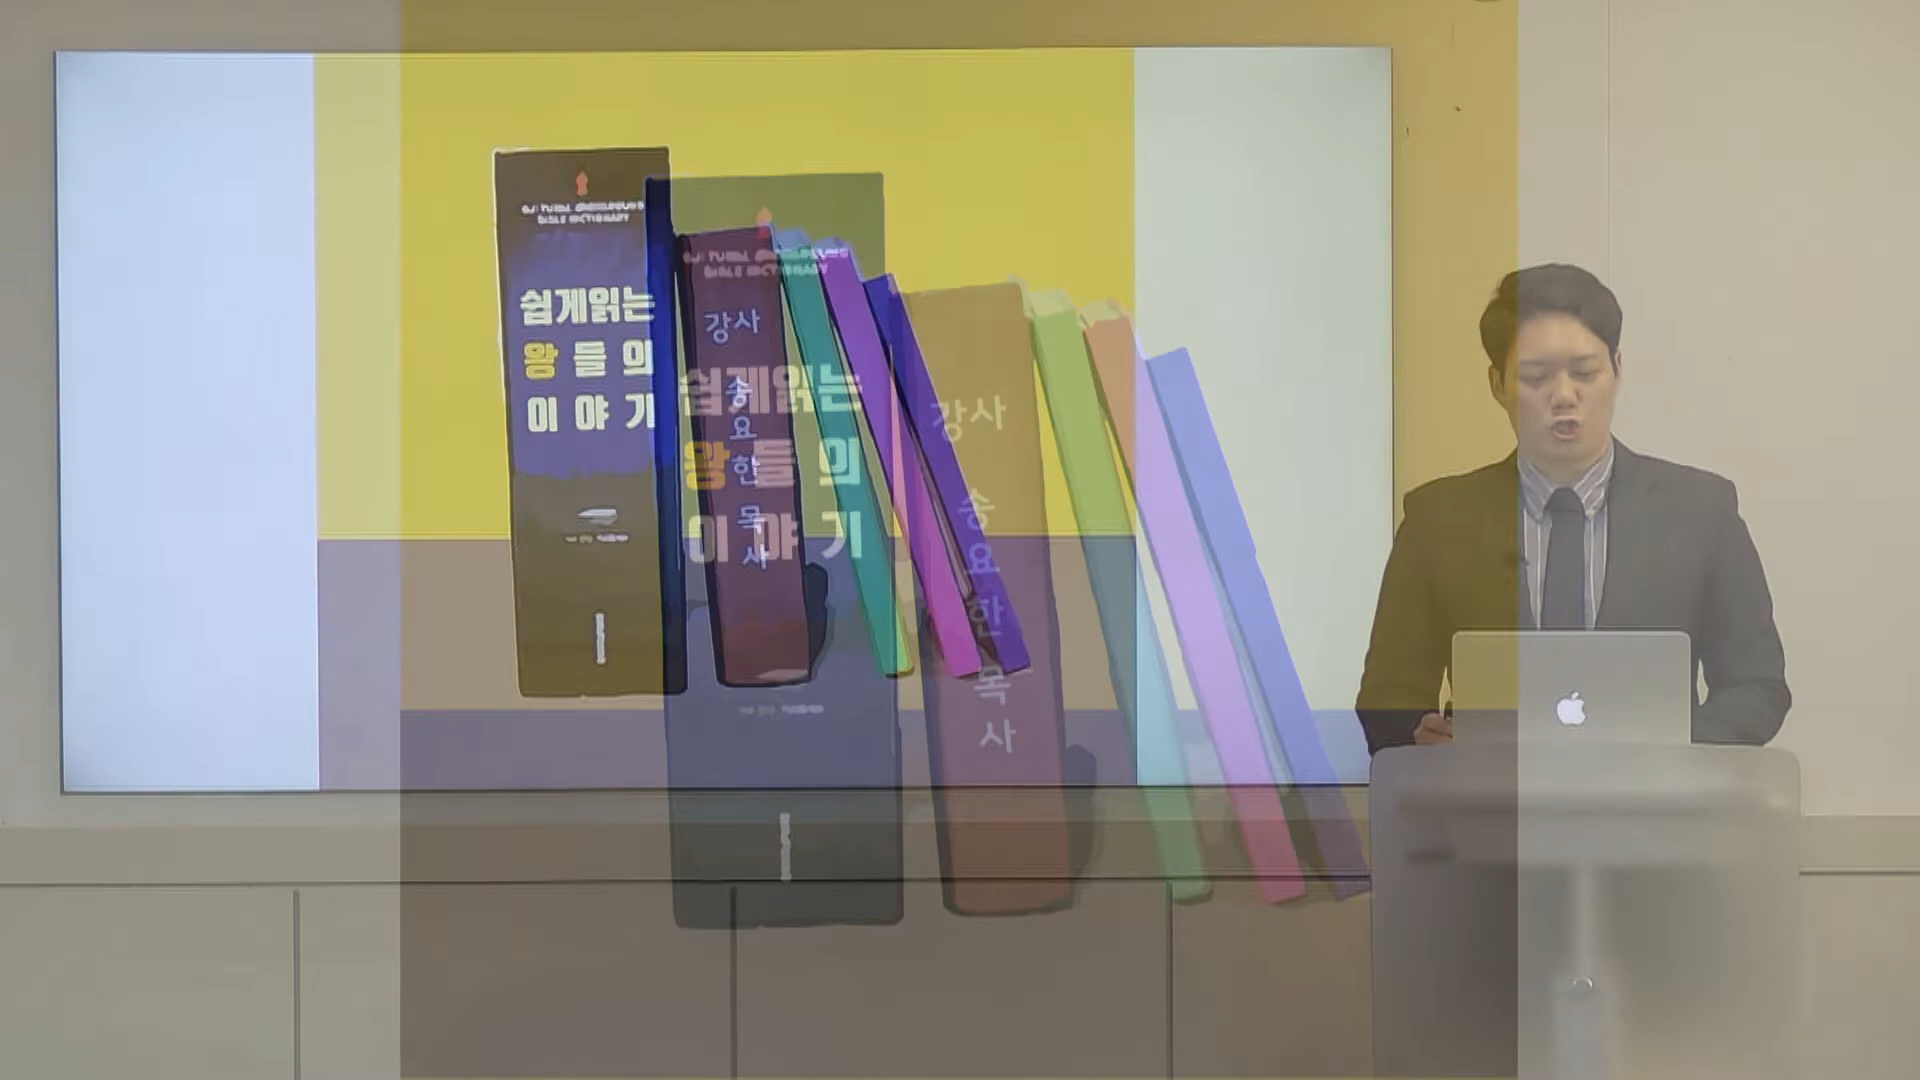 쉽게읽는
왕 들 의
이 야 기
강사
송
요
한
목
사
쉽게읽는
왕 들 의
이 야 기
강사
송
요
한
목
사